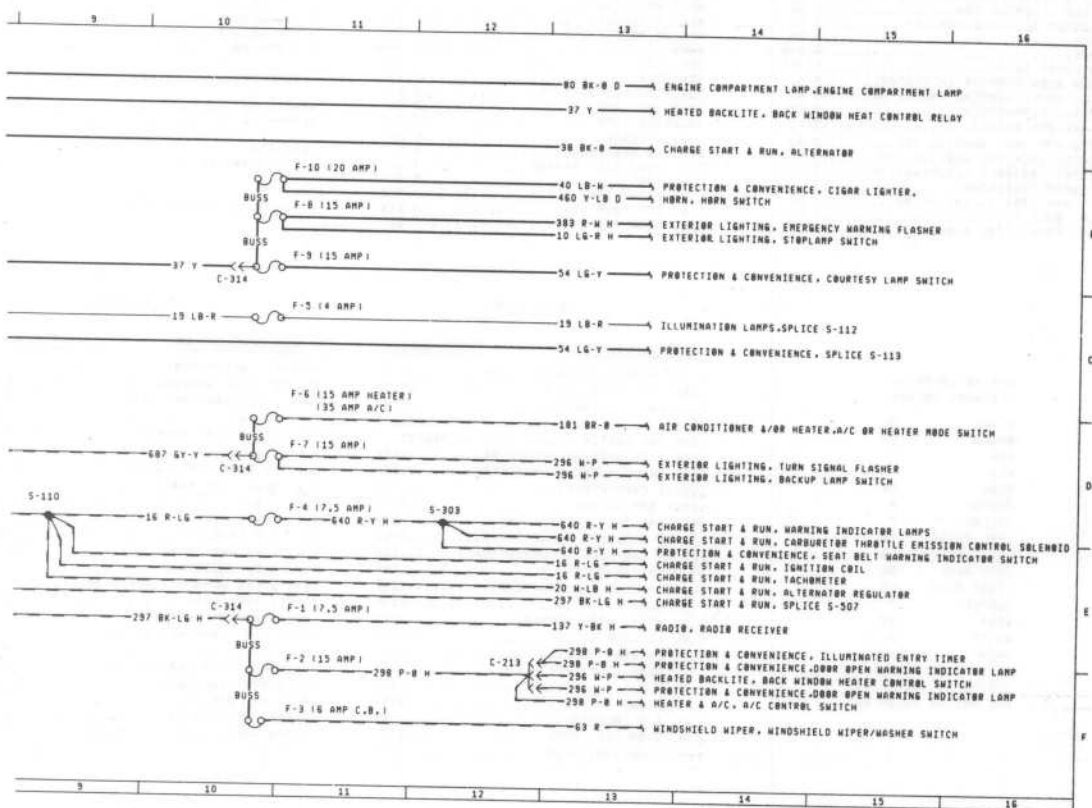 9 10 11 12 13 14 15 16
80 BK-O D ENGINE COMPARTMENT LAMP.ENGINE COMPARTMENT LAMP
37 Y HEATED BACKLITE. BACK WINDOW HEAT CONTROL RELAY
38 BK-O CHARGE START & RUN. ALTERNATOR
F-10 (20 AMP)
40 LB-W PROTECTION & CONVENIENCE. CIGAR LIGHTER.
BUSS
460 Y-LB D HORN. HORN SWITCH
F-8 (15 AMP)
383 R-W H EXTERIOR LIGHTING. EMERGENCY WARNING FLASHER
BUSS
10 LG-R H EXTERIOR LIGHTING. STOPLAMP SWITCH
F-9 (15 AMP)
37 Y
C-314
54 LG-Y PROTECTION & CONVENIENCE. COURTESY LAMP SWITCH
F-5 (4 AMP)
19 LB-R
19 LB-R ILLUMINATION LAMPS.SPLICE S-112
C
54 LG-Y PROTECTION & CONVENIENCE. SPLICE S-113
F-6 (15 AMP HEATER)
(35 AMP A/C)
181 BR-O AIR CONDITIONER &/OR HEATER.A/C OR HEATER MODE SWITCH
BUSS
F-7 (15 AMP)
687 GY-Y
C-314
296 W-P EXTERIOR LIGHTING. TURN SIGNAL FLASHER
296 W-P EXTERIOR LIGHTING. BACKUP LAMP SWITCH
D
S-110
16 R-LG
F-4 (7.5 AMP)
640 R-Y H
S-303
640 R-Y H CHARGE START & RUN. WARNING INDICATOR LAMPS
640 R-Y H CHARGE START & RUN. CARBURETOR THROTTLE EMISSION CONTROL SOLENOID
640 R-Y H PROTECTION & CONVENIENCE. SEAT BELT WARNING INDICATOR SWITCH
16 R-LG CHARGE START & RUN. IGNITION COIL
16 R-LG CHARGE START & RUN. TACHOMETER
20 W-LB H CHARGE START & RUN. ALTERNATOR REGULATOR
297 BK-LG H CHARGE START & RUN. SPLICE S-507
E
297 BK-LG H
C-314
F-1 (7.5 AMP)
137 Y-BK H RADIO. RADIO RECEIVER
BUSS
F-2 (15 AMP)
298 P-O H
C-213
298 P-O H PROTECTION & CONVENIENCE. ILLUMINATED ENTRY TIMER
298 P-O H PROTECTION & CONVENIENCE.DOOR OPEN WARNING INDICATOR LAMP
296 W-P HEATED BACKLITE. BACK WINDOW HEATER CONTROL SWITCH
296 W-P PROTECTION & CONVENIENCE.DOOR OPEN WARNING INDICATOR LAMP
298 P-O H HEATER & A/C. A/C CONTROL SWITCH
BUSS
F-3 (6 AMP C.B.)
63 R WINDSHIELD WIPER. WINDSHIELD WIPER/WASHER SWITCH
F
9 10 11 12 13 14 15 16